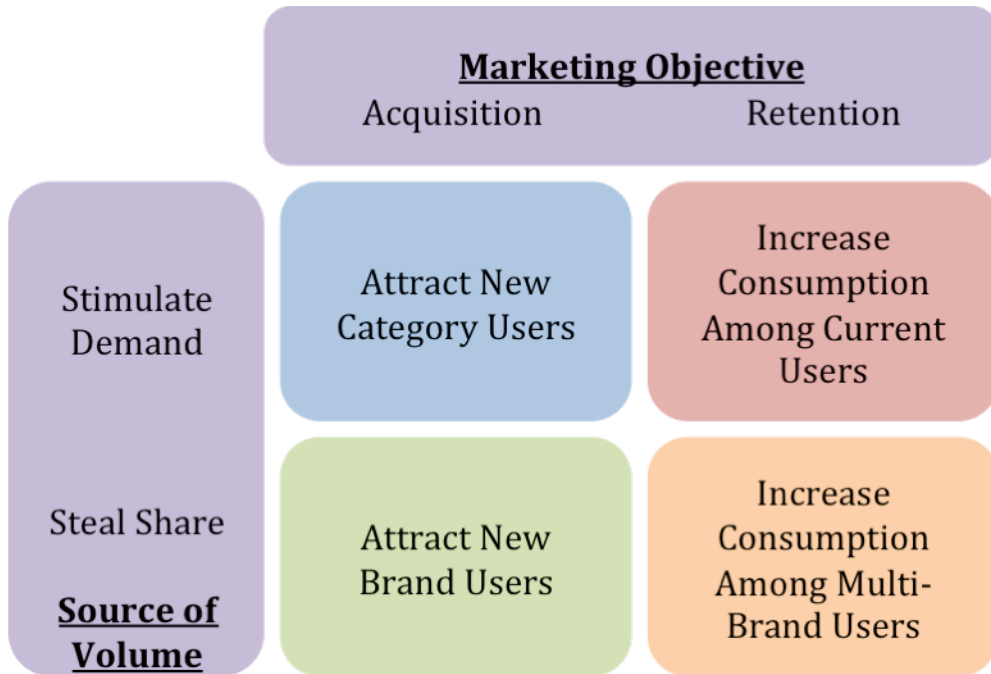 Marketing Objective
Acquisition Retention
Stimulate
Demand
Attract New
Category Users
Increase
Consumption
Among Current
Users
Steal Share
Source of
Volume
Attract New
Brand Users
Increase
Consumption
Among Multi-
Brand Users